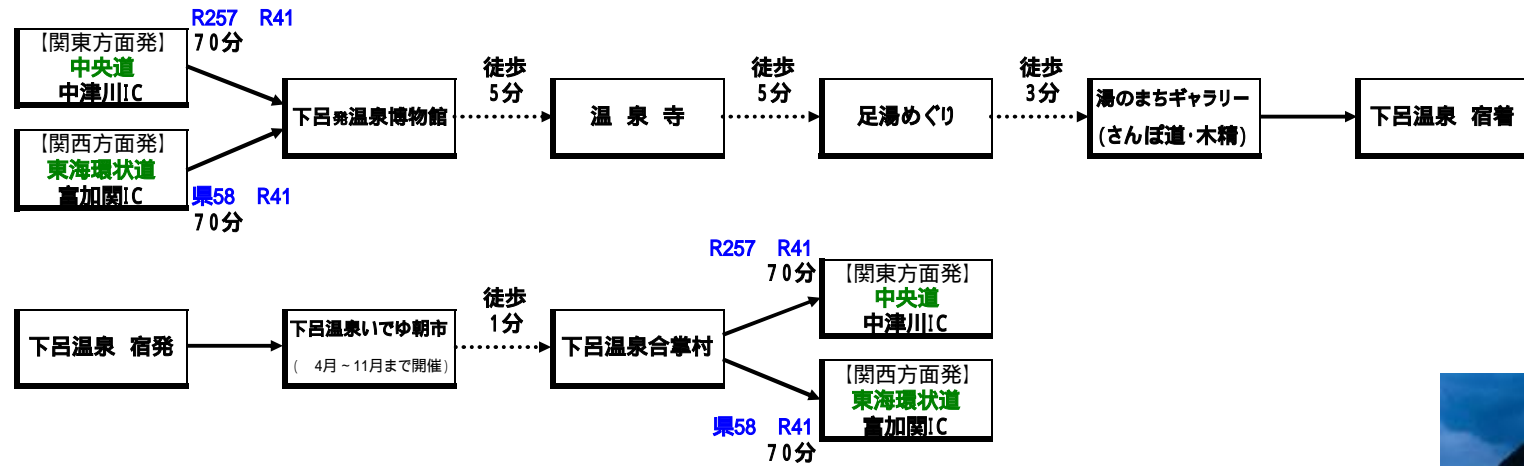 R257 R41
70分
【関東方面発】
中央道
中津川IC
【関西方面発】
東海環状道
富加関IC
県58 R41
70分
下呂発温泉博物館
徒歩
5分
温 泉 寺
徒歩
5分
足湯めぐり
徒歩
3分
湯のまちギャラリー
(さんぽ道･木精)
下呂温泉 宿着
下呂温泉 宿発
下呂温泉いでゆ朝市
( 4月~11月まで開催)
徒歩
1分
下呂温泉合掌村
R257 R41
70分
【関東方面発】
中央道
中津川IC
【関西方面発】
東海環状道
富加関IC
県58 R41
70分